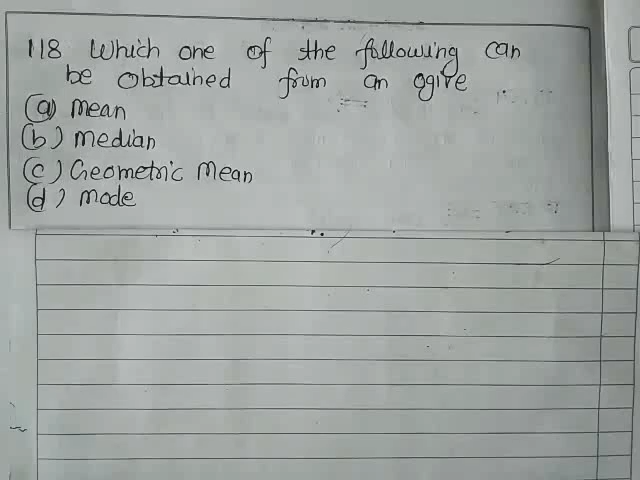 118 Which one of the following can
be obtained from an ogive
(a) mean
(b) median
(c) Geometric Mean
(d) mode